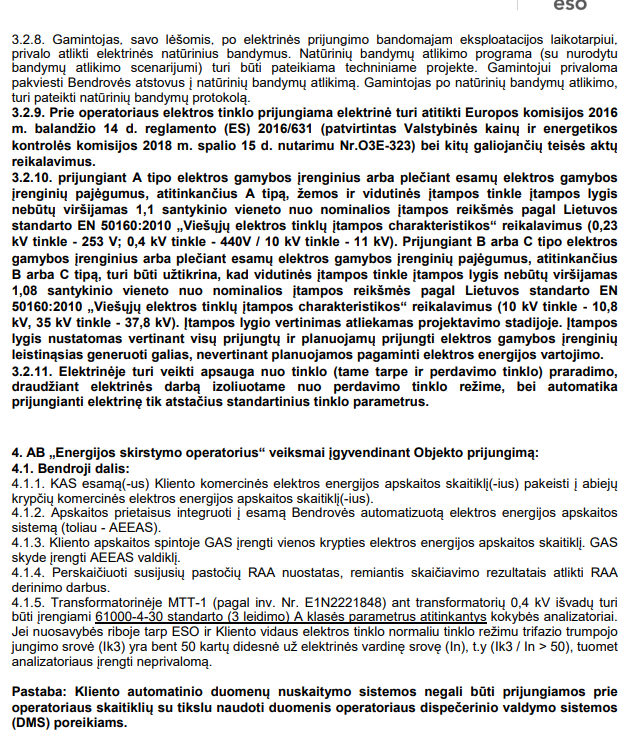 eso
3.2.8. Gamintojas, savo lėšomis, po elektrinės prijungimo bandomajam eksploatacijos laikotarpiui,
privalo atlikti elektrinės natūrinius bandymus. Natūrinių bandymų atlikimo programa (su nurodytu
bandymų atlikimo scenarijumi) turi būti pateikiama techniniame projekte. Gamintojui privaloma
pakviesti Bendrovės atstovus į natūrinių bandymų atlikimą. Gamintojas po natūrinių bandymų atlikimo,
turi pateikti natūrinių bandymų protokolą.
3.2.9. Prie operatoriaus elektros tinklo prijungiama elektrinė turi atitikti Europos komisijos 2016
m. balandžio 14 d. reglamento (ES) 2016/631 (patvirtintas Valstybinės kainų ir energetikos
kontrolės komisijos 2018 m. spalio 15 d. nutarimu Nr.O3E-323) bei kitų galiojančių teisės aktų
reikalavimus.
3.2.10. prijungiant A tipo elektros gamybos įrenginius arba plečiant esamų elektros gamybos
įrenginių pajėgumus, atitinkančius A tipą, žemos ir vidutinės įtampos tinkle įtampos lygis
nebūtų viršijamas 1,1 santykinio vieneto nuo nominalios įtampos reikšmės pagal Lietuvos
standarto EN 50160:2010 „Viešųjų elektros tinklų įtampos charakteristikos“ reikalavimus (0,23
kV tinkle - 253 V; 0,4 kV tinkle - 440V / 10 kV tinkle - 11 kV). Prijungiant B arba C tipo elektros
gamybos įrenginius arba plečiant esamų elektros gamybos įrenginių pajėgumus, atitinkančius
B arba C tipą, turi būti užtikrina, kad vidutinės įtampos tinkle įtampos lygis nebūtų viršijamas
1,08 santykinio vieneto nuo nominalios įtampos reikšmės pagal Lietuvos standarto EN
50160:2010 „Viešųjų elektros tinklų įtampos charakteristikos“ reikalavimus (10 kV tinkle - 10,8
kV, 35 kV tinkle - 37,8 kV). Įtampos lygio vertinimas atliekamas projektavimo stadijoje. Įtampos
lygis nustatomas vertinant visų prijungtų ir planuojamų prijungti elektros gamybos įrenginių
leistinąsias generuoti galias, nevertinant planuojamos pagaminti elektros energijos vartojimo.
3.2.11. Elektrinėje turi veikti apsauga nuo tinklo (tame tarpe ir perdavimo tinklo) praradimo,
draudžiant elektrinės darbą izoliuotame nuo perdavimo tinklo režime, bei automatika
prijungianti elektrinę tik atstačius standartinius tinklo parametrus.
4. AB „Energijos skirstymo operatorius“ veiksmai įgyvendinant Objekto prijungimą:
4.1. Bendroji dalis:
4.1.1. KAS esamą(-us) Kliento komercinės elektros energijos apskaitos skaitiklį(-ius) pakeisti į abiejų
krypčių komercinės elektros energijos apskaitos skaitiklį(-ius).
4.1.2. Apskaitos prietaisus integruoti į esamą Bendrovės automatizuotą elektros energijos apskaitos
sistemą (toliau - AEEAS).
4.1.3. Kliento apskaitos spintoje GAS įrengti vienos krypties elektros energijos apskaitos skaitiklį. GAS
skyde įrengti AEEAS valdiklį.
4.1.4. Perskaičiuoti susijusių pastočių RAA nuostatas, remiantis skaičiavimo rezultatais atlikti RAA
derinimo darbus.
4.1.5. Transformatorinėje MTT-1 (pagal inv. Nr. E1N2221848) ant transformatorių 0,4 kV išvadų turi
būti įrengiami 61000-4-30 standarto (3 leidimo) A klasės parametrus atitinkantys kokybės analizatoriai.
Jei nuosavybės riboje tarp ESO ir Kliento vidaus elektros tinklo normaliu tinklo režimu trifazio trumpojo
jungimo srovė (Ik3) yra bent 50 kartų didesnė už elektrinės vardinę srovę (In), t.y (Ik3 / In > 50), tuomet
analizatoriaus įrengti neprivaloma.
Pastaba: Kliento automatinio duomenų nuskaitymo sistemos negali būti prijungiamos prie
operatoriaus skaitiklių su tikslu naudoti duomenis operatoriaus dispečerinio valdymo sistemos
(DMS) poreikiams.